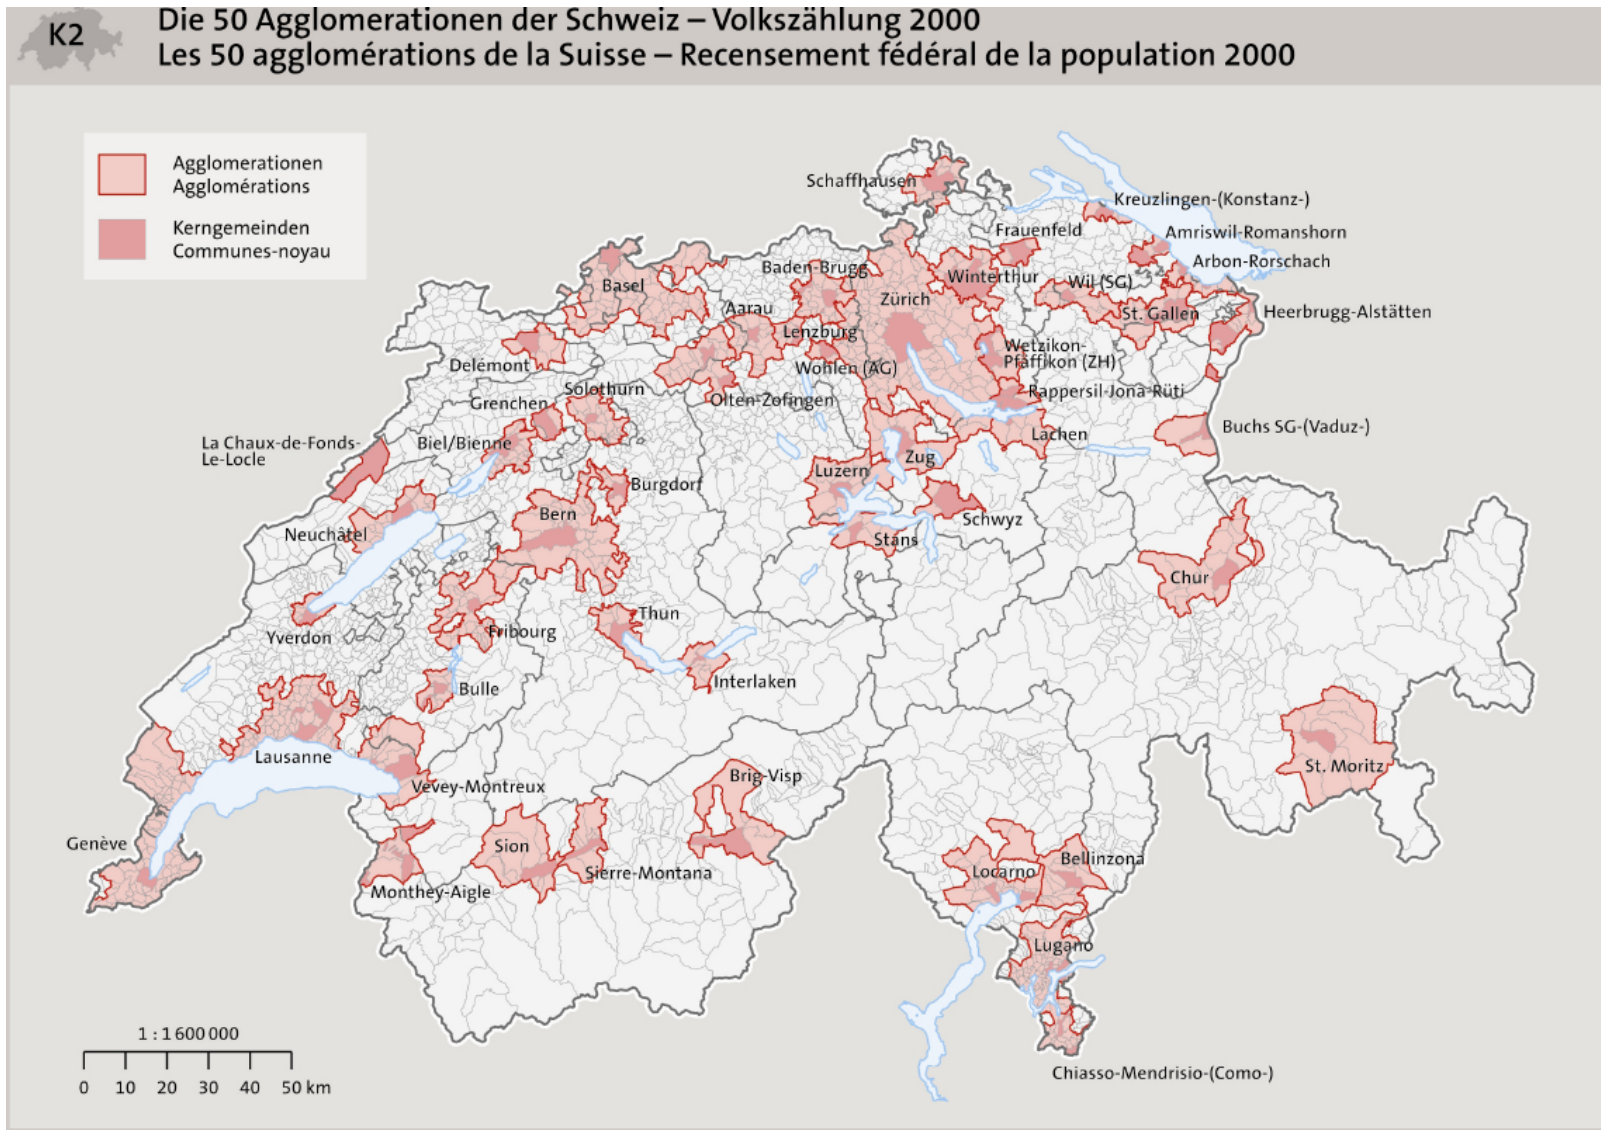 K2
Die 50 Agglomerationen der Schweiz – Volkszählung 2000
Les 50 agglomérations de la Suisse – Recensement fédéral de la population 2000
Agglomerationen
Agglomérations
Kerngemeinden
Communes-noyau
Schaffhausen
Kreuzlingen-(Konstanz-)
Frauenfeld
Amriswil-Romanshorn
Arbon-Rorschach
Baden-Brugg
Winterthur
Wil (SG)
Basel
Zürich
Aarau
St. Gallen
Heerbrugg-Alstätten
Lenzburg
Wetzikon-
Pfäffikon (ZH)
Delémont
Wohlen (AG)
Solothurn
Rappersil-Jona-Rüti
Grenchen
Olten-Zofingen
Buchs SG-(Vaduz-)
La Chaux-de-Fonds-
Le-Locle
Biel/Bienne
Lachen
Zug
Luzern
Burgdorf
Bern
Schwyz
Neuchâtel
Stans
Chur
Thun
Fribourg
Yverdon
Interlaken
Bulle
Lausanne
St. Moritz
Brig-Visp
Vevey-Montreux
Genève
Sion
Bellinzona
Locarno
Sierre-Montana
Monthey-Aigle
Lugano
Chiasso-Mendrisio-(Como-)
1 : 1 600 000
0 10 20 30 40 50 km